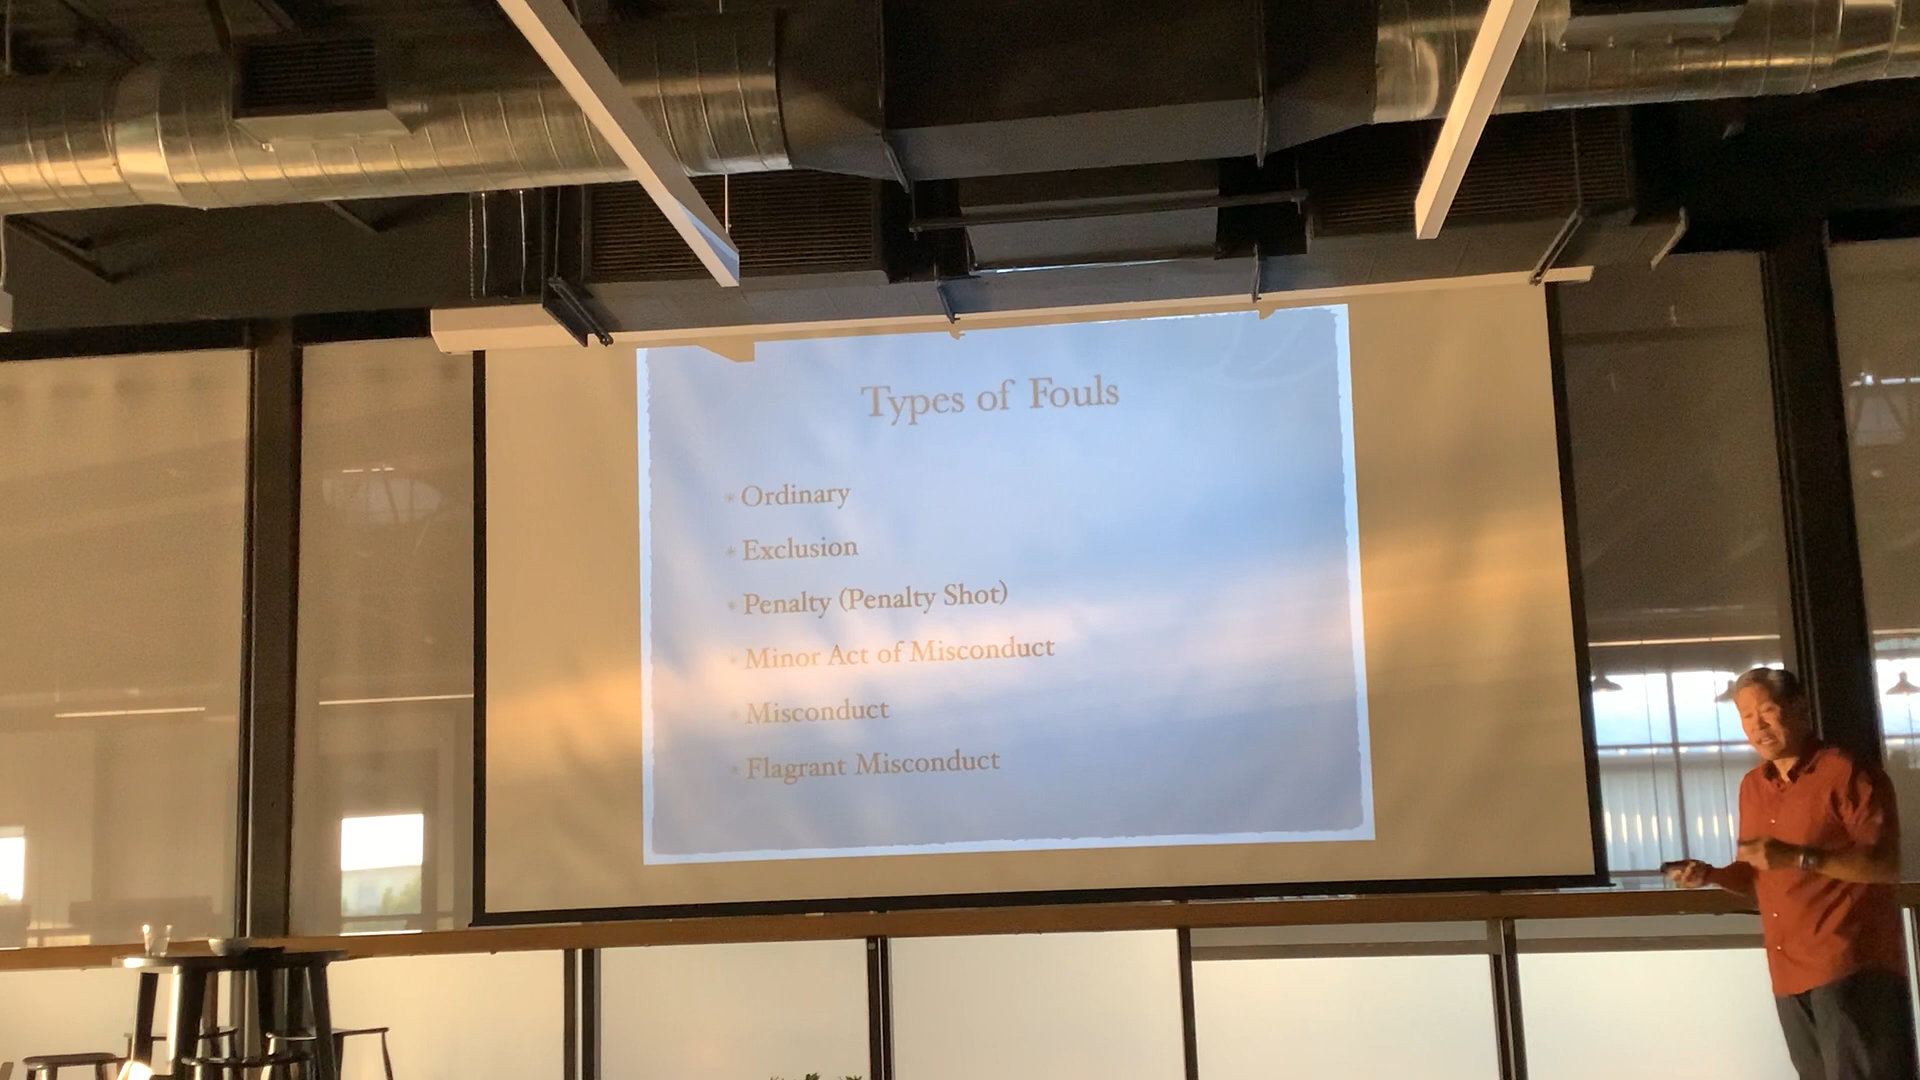 Types of Fouls
* Ordinary
* Exclusion
* Penalty (Penalty Shot)
* Minor Act of Misconduct
* Misconduct
* Flagrant Misconduct